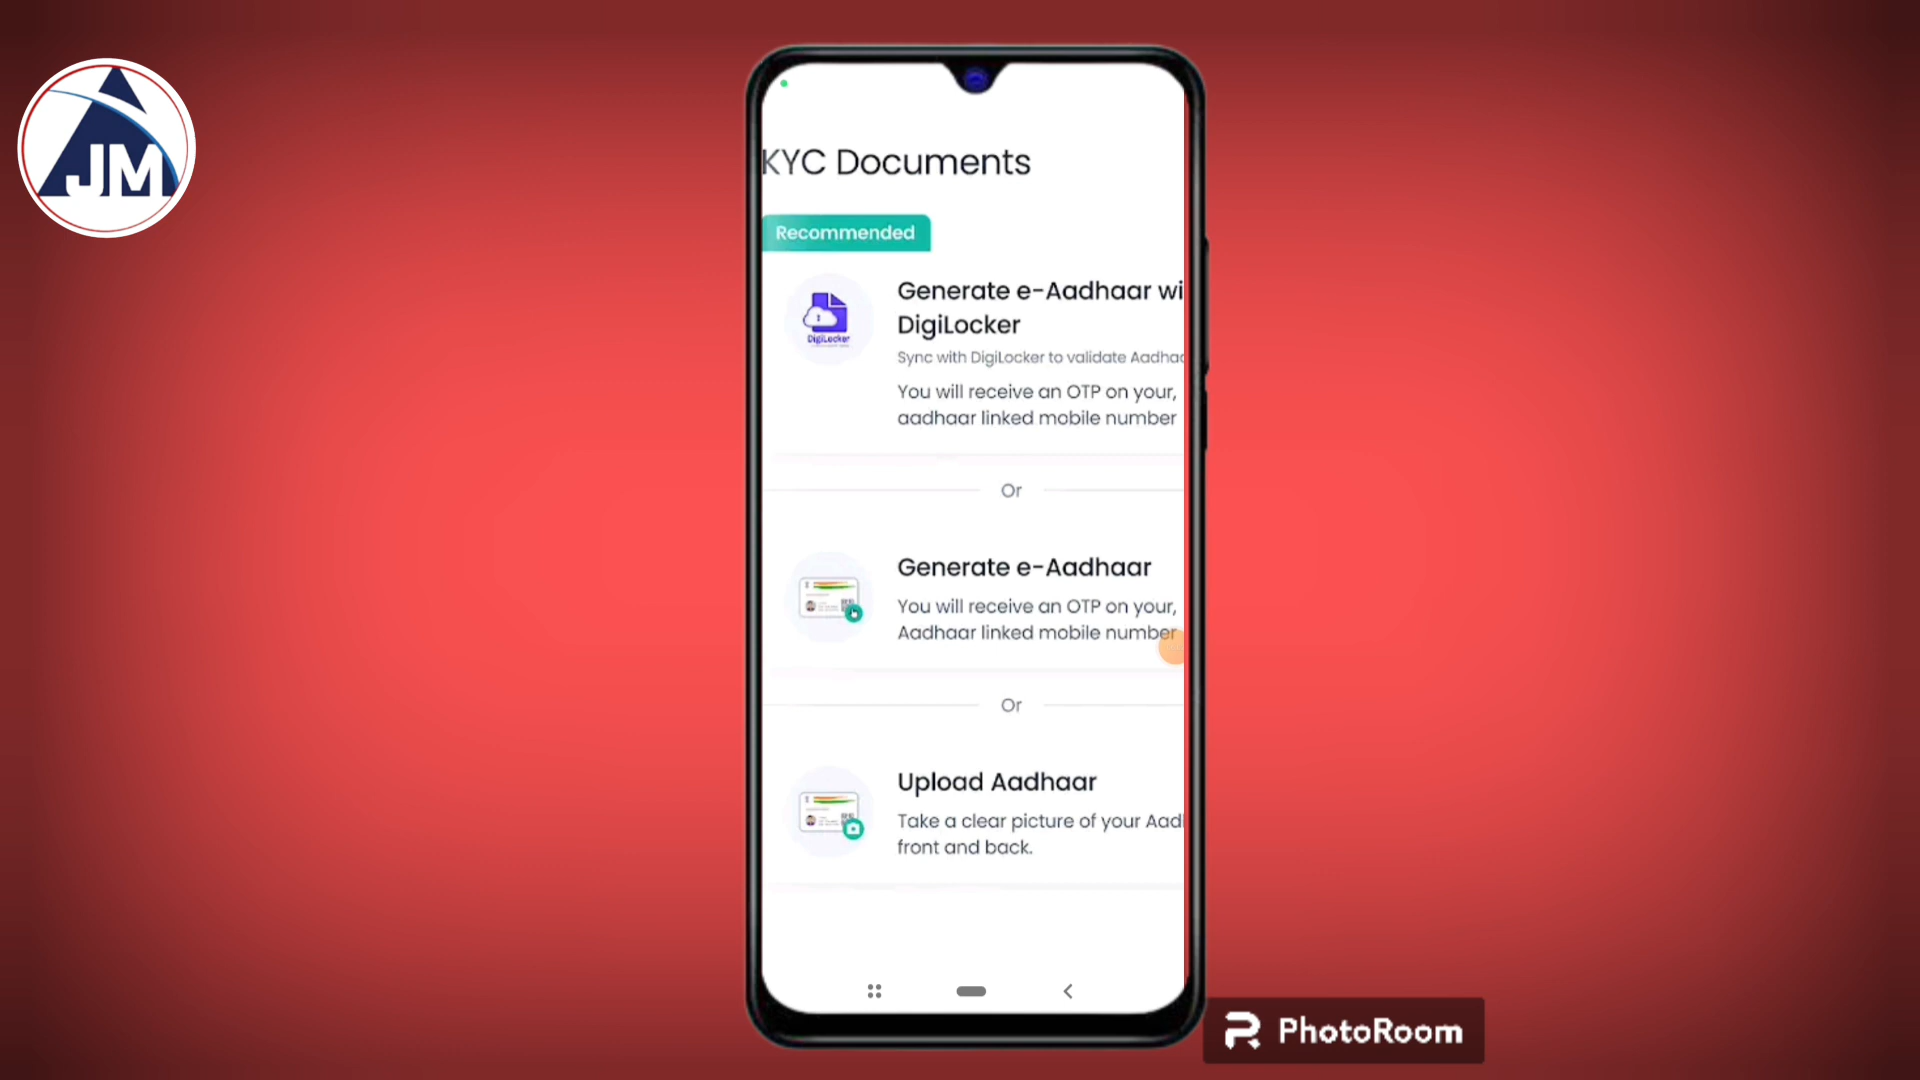 JM
KYC Documents
Recommended
Generate e-Aadhaar wi
DigiLocker
DigiLocker
Sync with DigiLocker to validate Aadhaa
You will receive an OTP on your,
aadhaar linked mobile number
Or
Generate e-Aadhaar
You will receive an OTP on your,
Aadhaar linked mobile number
Or
Upload Aadhaar
Take a clear picture of your Aad
front and back.
PhotoRoom